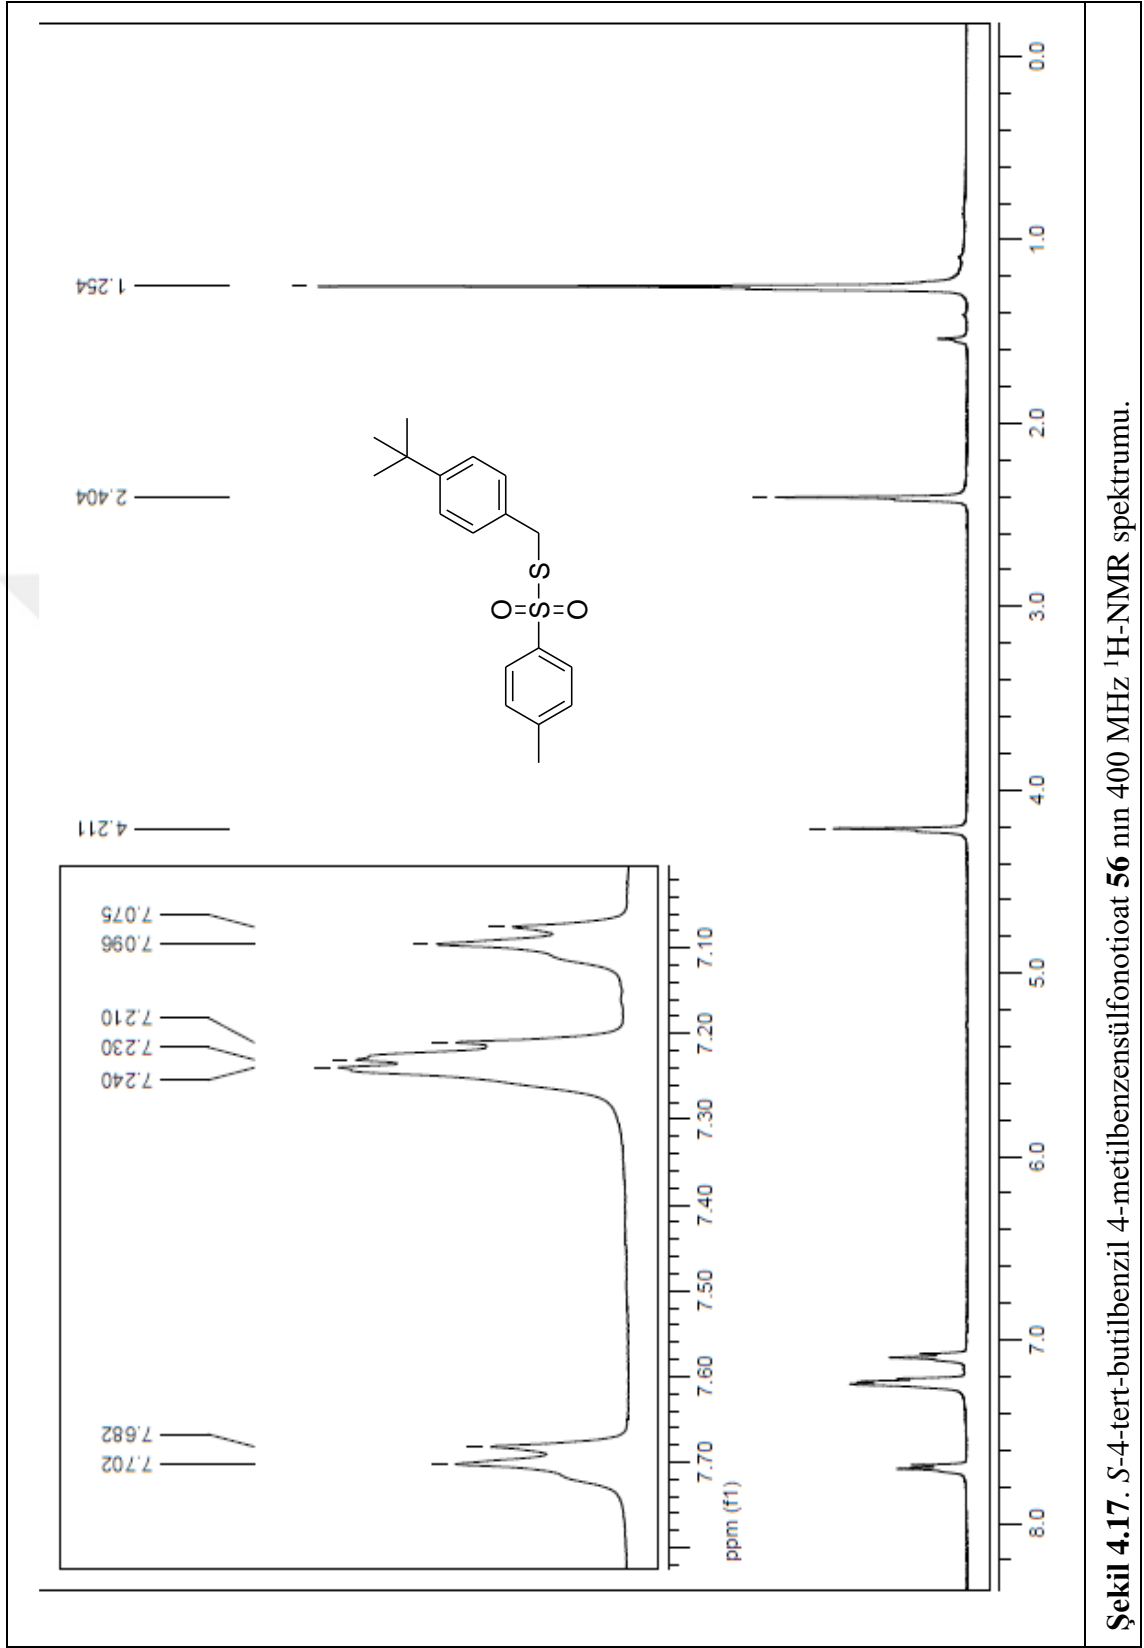 7.702
7.682
7.240
7.230
7.210
7.096
7.075
4.211
2.404
1.254
7.70 7.60 7.50 7.40 7.30 7.20 7.10
ppm (f1)
O
S S
O
8.0 7.0 6.0 5.0 4.0 3.0 2.0 1.0 0.0
Şekil 4.17. S-4-tert-butilbenzil 4-metilbenzensülfonotioat 56 nın 400 MHz ¹H-NMR spektrumu.